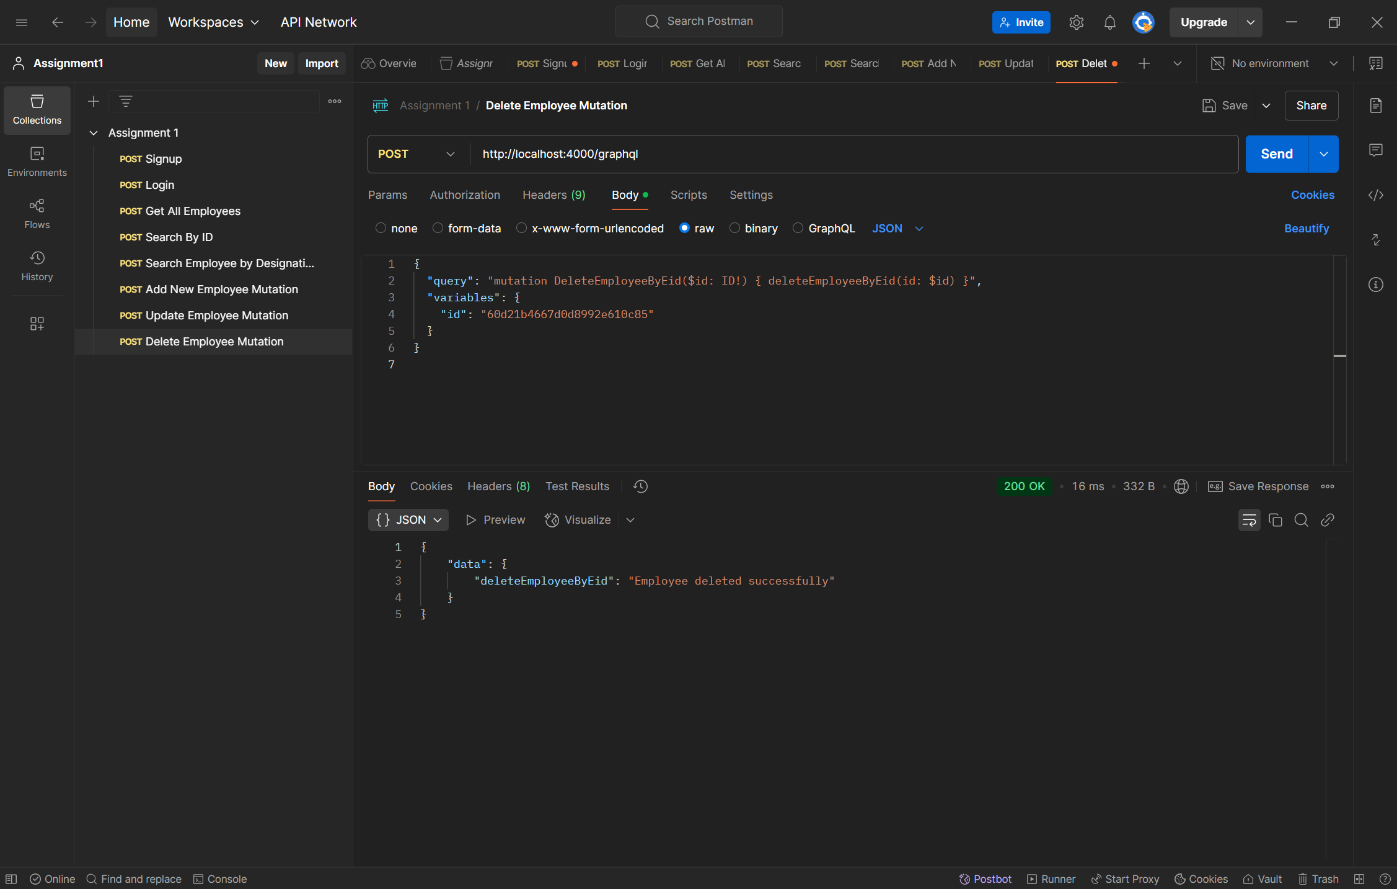 Home
Workspaces
API Network
Search Postman
Invite
Upgrade
Assignment1
New
Import
Overvie
Assignr
POST Signu
POST Login
POST Get Al
POST Searc
POST Searcl
POST Add N
POST Updat
POST Delet
No environment
Collections
Environments
Flows
History
Assignment 1
POST Signup
POST Login
POST Get All Employees
POST Search By ID
POST Search Employee by Designati...
POST Add New Employee Mutation
POST Update Employee Mutation
POST Delete Employee Mutation
HTTP Assignment 1 / Delete Employee Mutation
Save
Share
POST
http://localhost:4000/graphql
Send
Params
Authorization
Headers (9)
Body
Scripts
Settings
Cookies
none
form-data
x-www-form-urlencoded
raw
binary
GraphQL
JSON
Beautify
1 {
2 "query": "mutation DeleteEmployeeByEid($id: ID!) { deleteEmployeeByEid(id: $id) }",
3 "variables": {
4 "id": "60d21b4667d0d8992e610c85"
5 }
6 }
7
Body
Cookies
Headers (8)
Test Results
200 OK
16 ms
332 B
Save Response
{} JSON
Preview
Visualize
1 {
2 "data": {
3 "deleteEmployeeByEid": "Employee deleted successfully"
4 }
5 }
Online
Find and replace
Console
Postbot
Runner
Start Proxy
Cookies
Vault
Trash